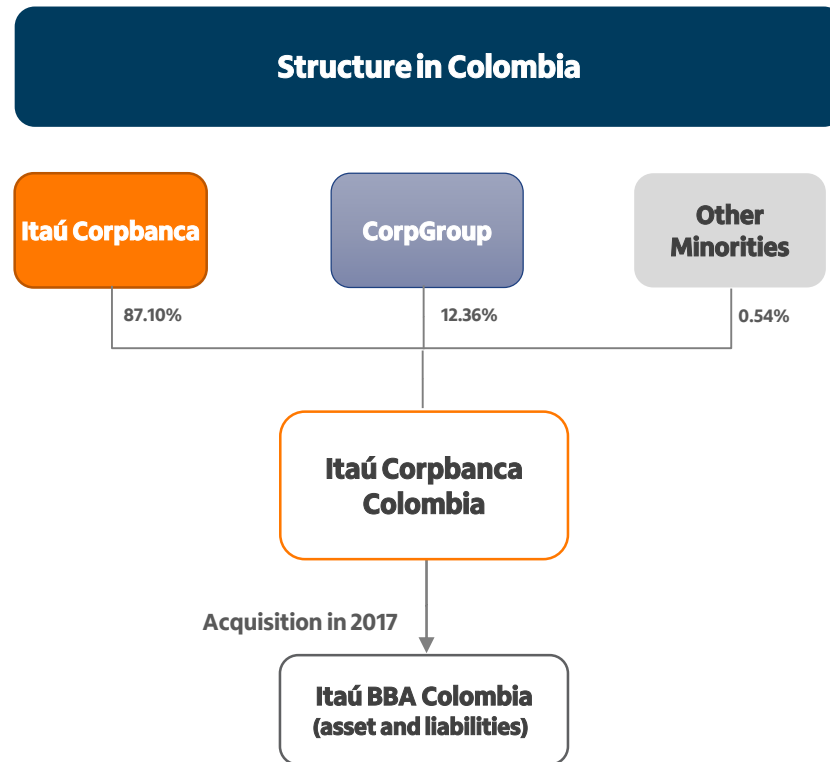 Structure in Colombia
Itaú Corpbanca
CorpGroup
Other
Minorities
87.10%
12.36%
0.54%
Itaú Corpbanca
Colombia
Acquisition in 2017
Itaú BBA Colombia
(asset and liabilities)